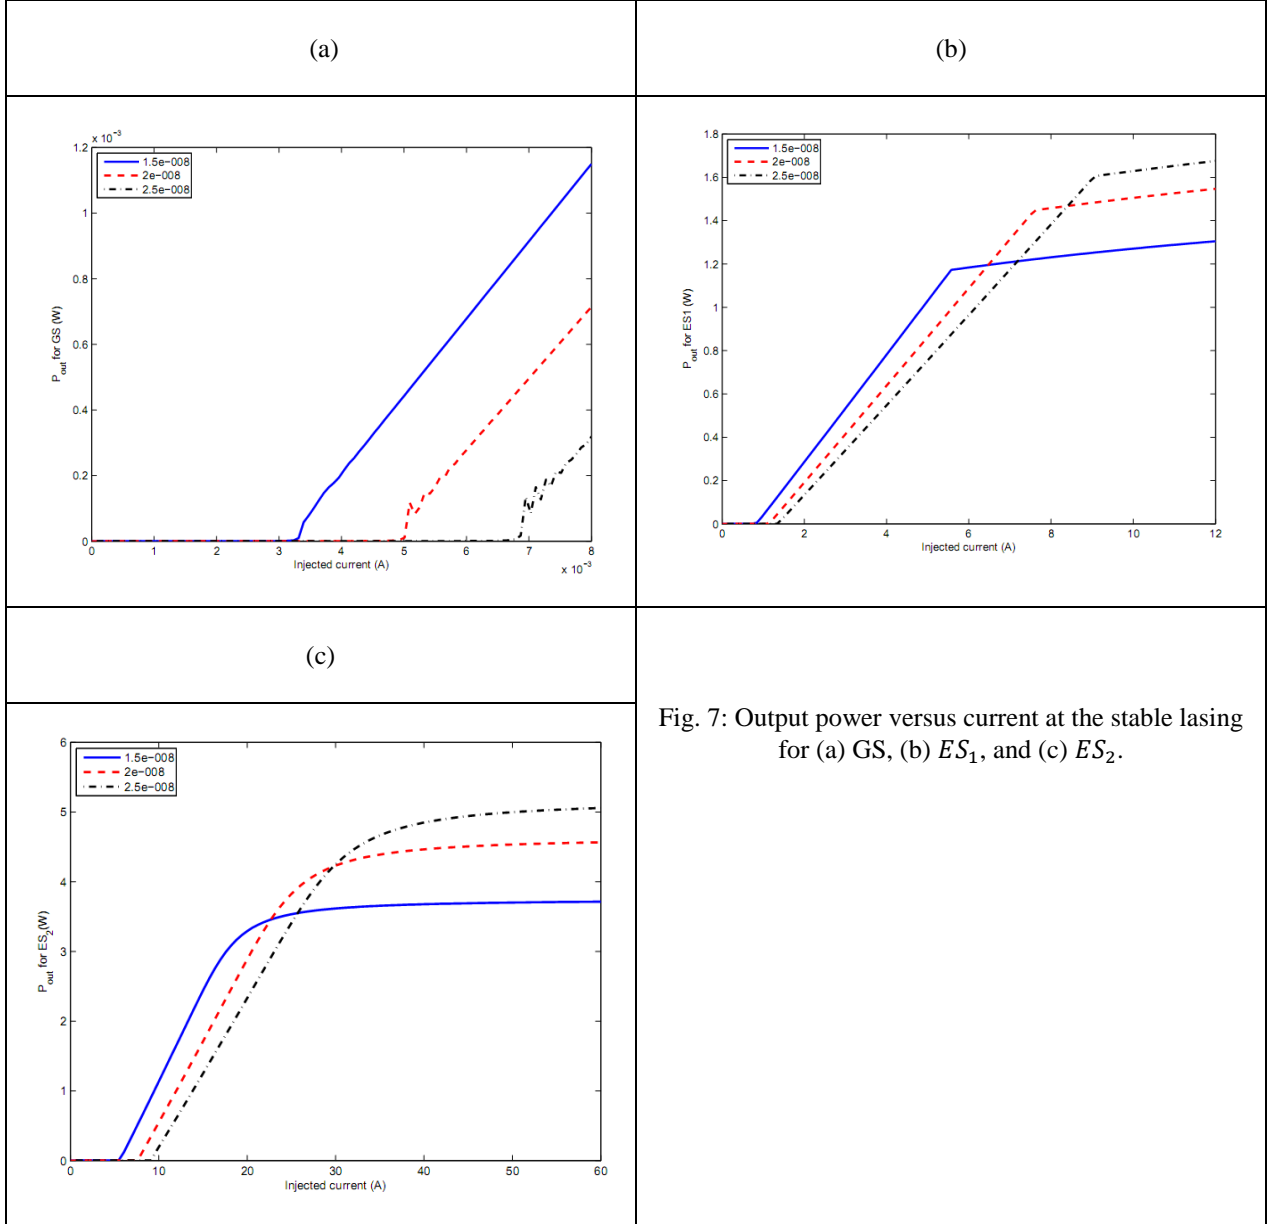 (a)
(b)
x 10⁻³
1.2
1
0.8
0.6
0.4
0.2
0
P_out for GS (W)
1.5e-008
2e-008
2.5e-008
0 1 2 3 4 5 6 7 8
Injected current (A)
x 10⁻³
1.8
1.6
1.4
1.2
1
0.8
0.6
0.4
0.2
0
P_out for ES1 (W)
1.5e-008
2e-008
2.5e-008
0 2 4 6 8 10 12
Injected current (A)
(c)
Fig. 7: Output power versus current at the stable lasing
for (a) GS, (b) ES₁, and (c) ES₂.
6
5
4
3
2
1
0
P_out for ES₂(W)
1.5e-008
2e-008
2.5e-008
0 10 20 30 40 50 60
Injected current (A)